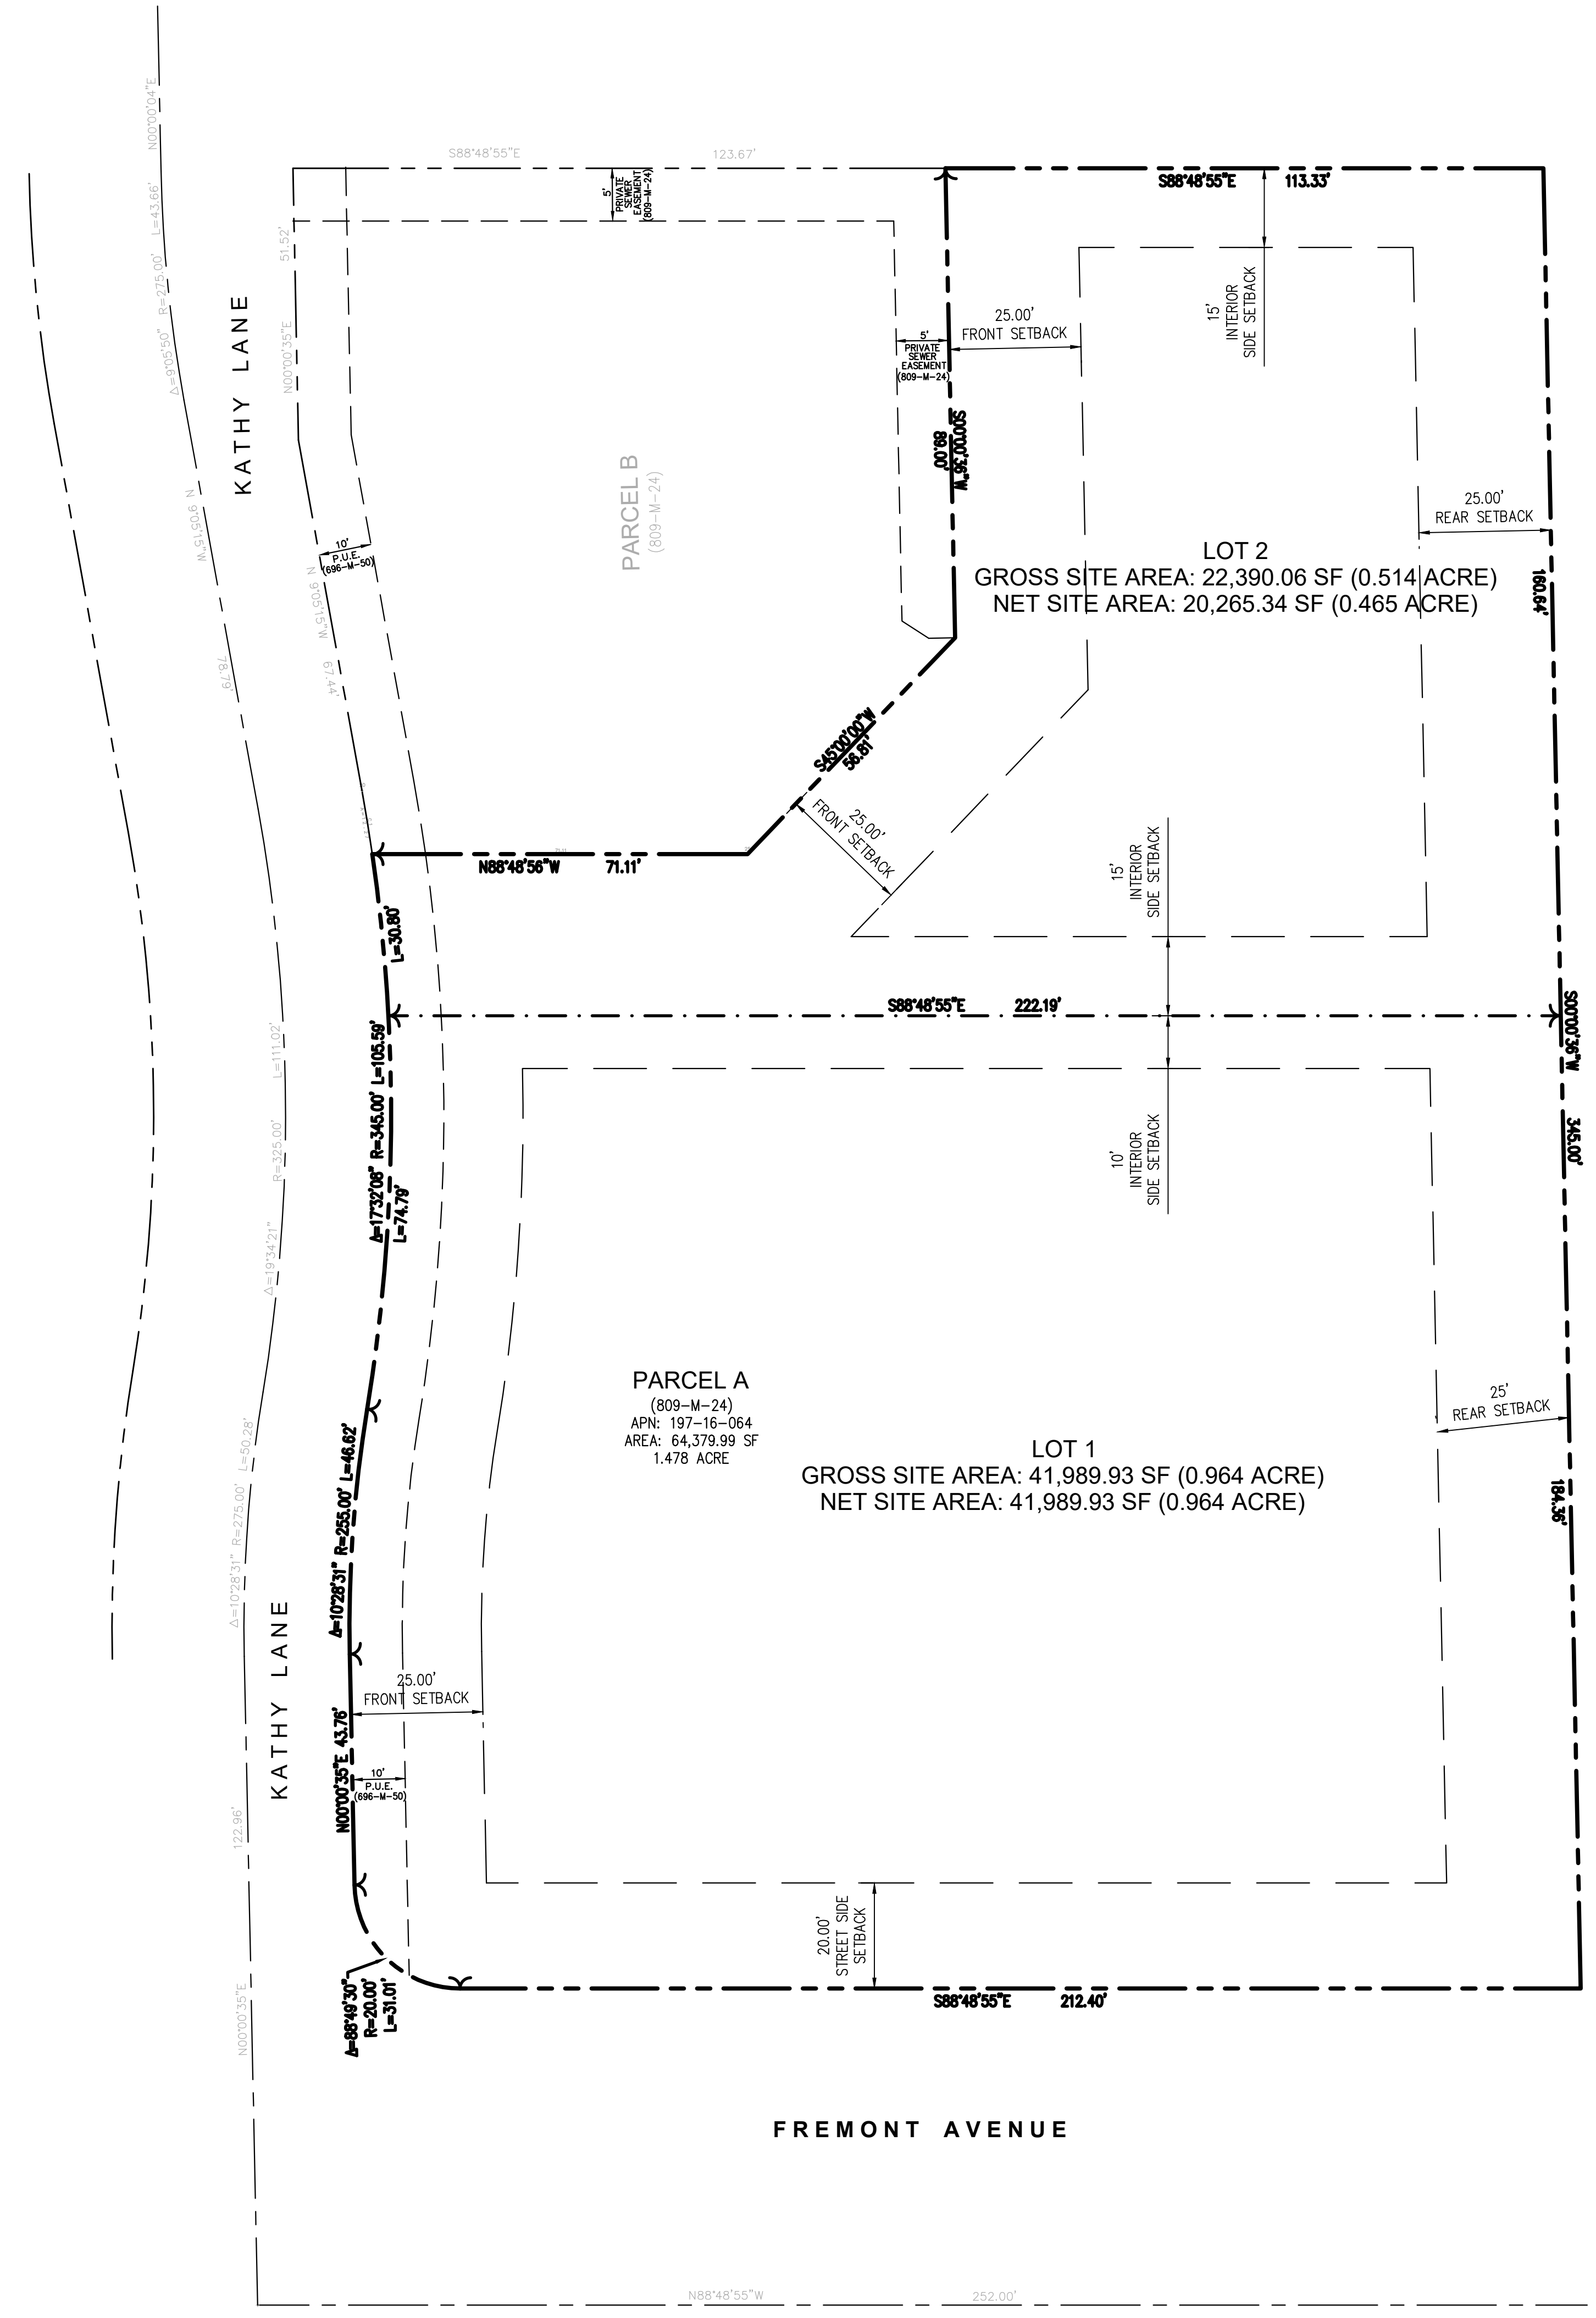 N00°00'04"E
Δ=9°05'50" R=275.00' L=43.66'
S88°48'55"E 123.67'
5'
PRIVATE
SEWER
EASEMENT
(809-M-24)
S88°48'55"E 113.33'
KATHY LANE
N00°00'35"E 51.52'
15'
INTERIOR
SIDE SETBACK
25.00'
FRONT SETBACK
5'
PRIVATE
SEWER
EASEMENT
(809-M-24)
S00°00'36"W
89.00'
PARCEL B
(809-M-24)
N 9°05'15"W
78.79'
10'
P.U.E.
(696-M-50)
N 9°05'15"W 67.44'
25.00'
REAR SETBACK
LOT 2
GROSS SITE AREA: 22,390.06 SF (0.514 ACRE)
NET SITE AREA: 20,265.34 SF (0.465 ACRE)
160.64'
S45°00'00"W
56.81'
25.00'
FRONT SETBACK
N88°48'56"W 71.11'
15'
INTERIOR
SIDE SETBACK
L=30.80'
S88°48'55"E 222.19'
S00°00'36"W 345.00'
Δ=19°34'21" R=325.00' L=111.02'
Δ=17°32'08" R=345.00' L=105.59'
L=74.79'
10'
INTERIOR
SIDE SETBACK
PARCEL A
(809-M-24)
APN: 197-16-064
AREA: 64,379.99 SF
1.478 ACRE
25'
REAR SETBACK
LOT 1
GROSS SITE AREA: 41,989.93 SF (0.964 ACRE)
NET SITE AREA: 41,989.93 SF (0.964 ACRE)
184.36'
Δ=10°28'31" R=275.00' L=50.28'
Δ=10°28'31" R=255.00' L=46.62'
KATHY LANE
25.00'
FRONT SETBACK
N00°00'35"E 43.76'
10'
P.U.E.
(696-M-50)
N00°00'35"E 122.96'
20.00'
STREET SIDE
SETBACK
Δ=88°49'30"
R=20.00'
L=31.01'
S88°48'55"E 212.40'
FREMONT AVENUE
N88°48'55"W 252.00'